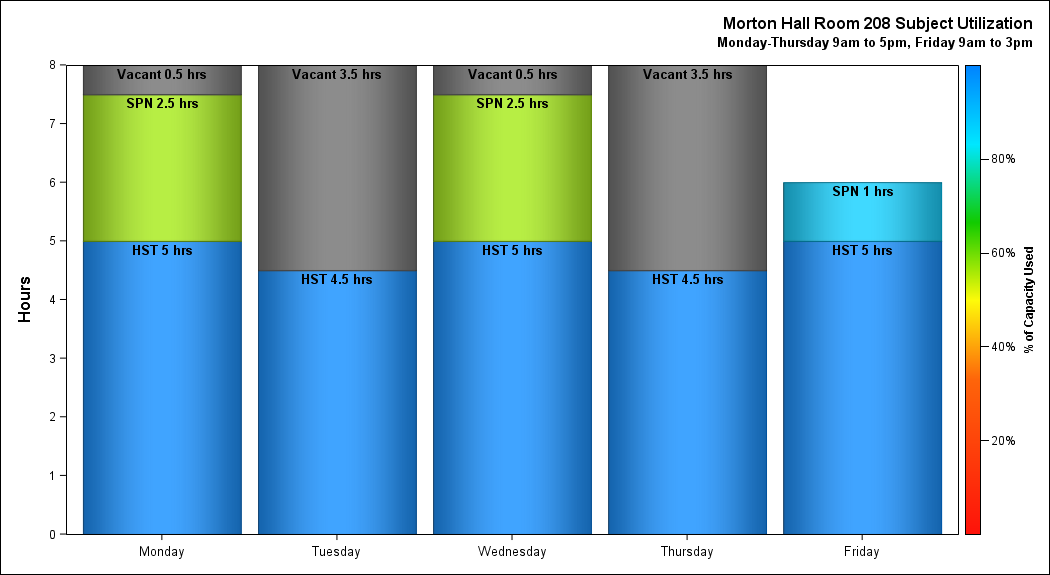 Morton Hall Room 208 Subject Utilization
Monday-Thursday 9am to 5pm, Friday 9am to 3pm
Hours
8
7
6
5
4
3
2
1
0
Vacant 0.5 hrs
SPN 2.5 hrs
HST 5 hrs
Vacant 3.5 hrs
HST 4.5 hrs
Vacant 0.5 hrs
SPN 2.5 hrs
HST 5 hrs
Vacant 3.5 hrs
HST 4.5 hrs
SPN 1 hrs
HST 5 hrs
Monday
Tuesday
Wednesday
Thursday
Friday
80%
60%
40%
20%
% of Capacity Used